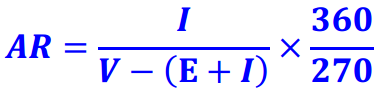 AR = I / V − (E + I) × 360 / 270